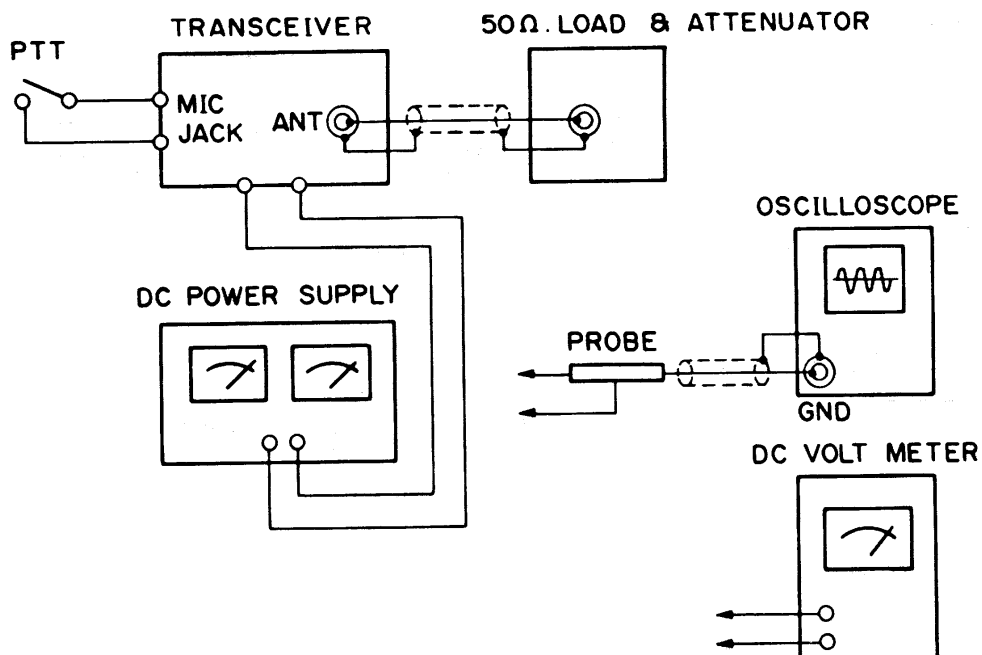 TRANSCEIVER
50Ω. LOAD & ATTENUATOR
PTT
MIC
JACK
ANT
OSCILLOSCOPE
DC POWER SUPPLY
PROBE
GND
DC VOLT METER